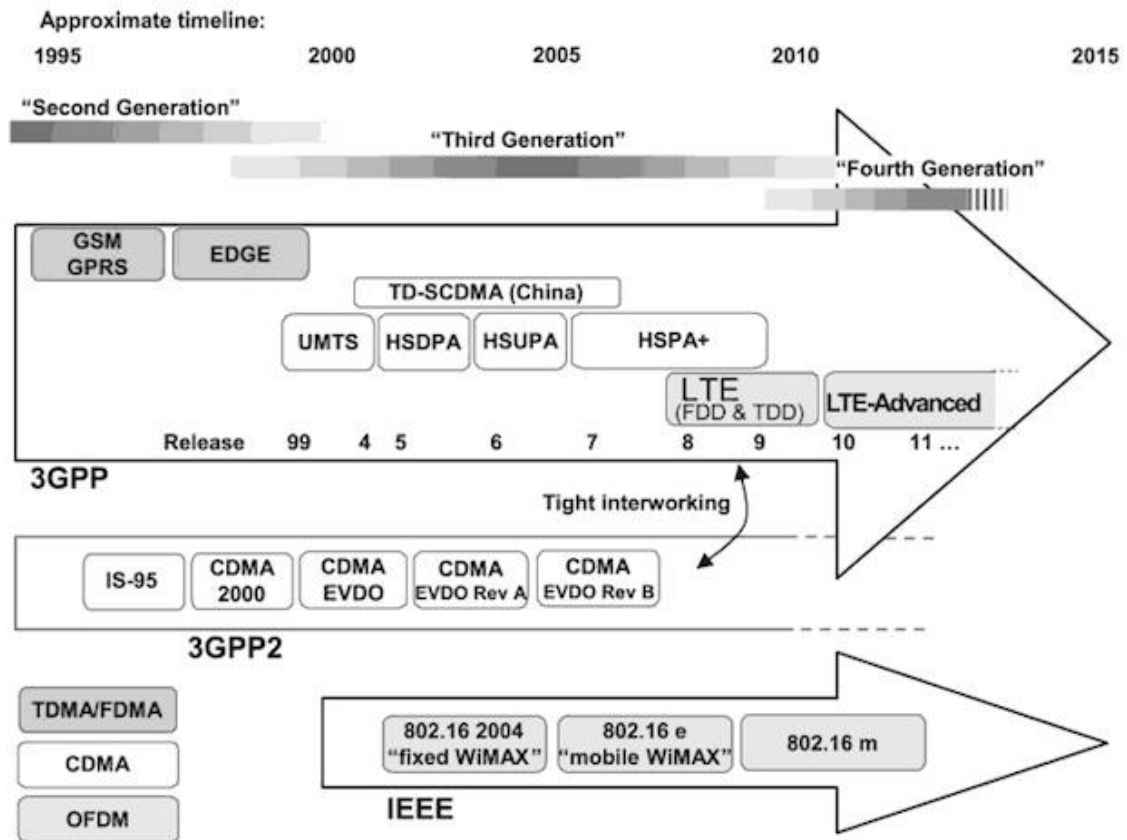 Approximate timeline:
1995 2000 2005 2010 2015
“Second Generation”
“Third Generation”
“Fourth Generation”
GSM
GPRS
EDGE
TD-SCDMA (China)
UMTS HSDPA HSUPA HSPA+
LTE
(FDD & TDD)
LTE-Advanced
Release 99 4 5 6 7 8 9 10 11 ...
3GPP
Tight interworking
IS-95
CDMA
2000
CDMA
EVDO
CDMA
EVDO Rev A
CDMA
EVDO Rev B
3GPP2
TDMA/FDMA
CDMA
OFDM
802.16 2004
“fixed WiMAX”
802.16 e
“mobile WiMAX”
802.16 m
IEEE